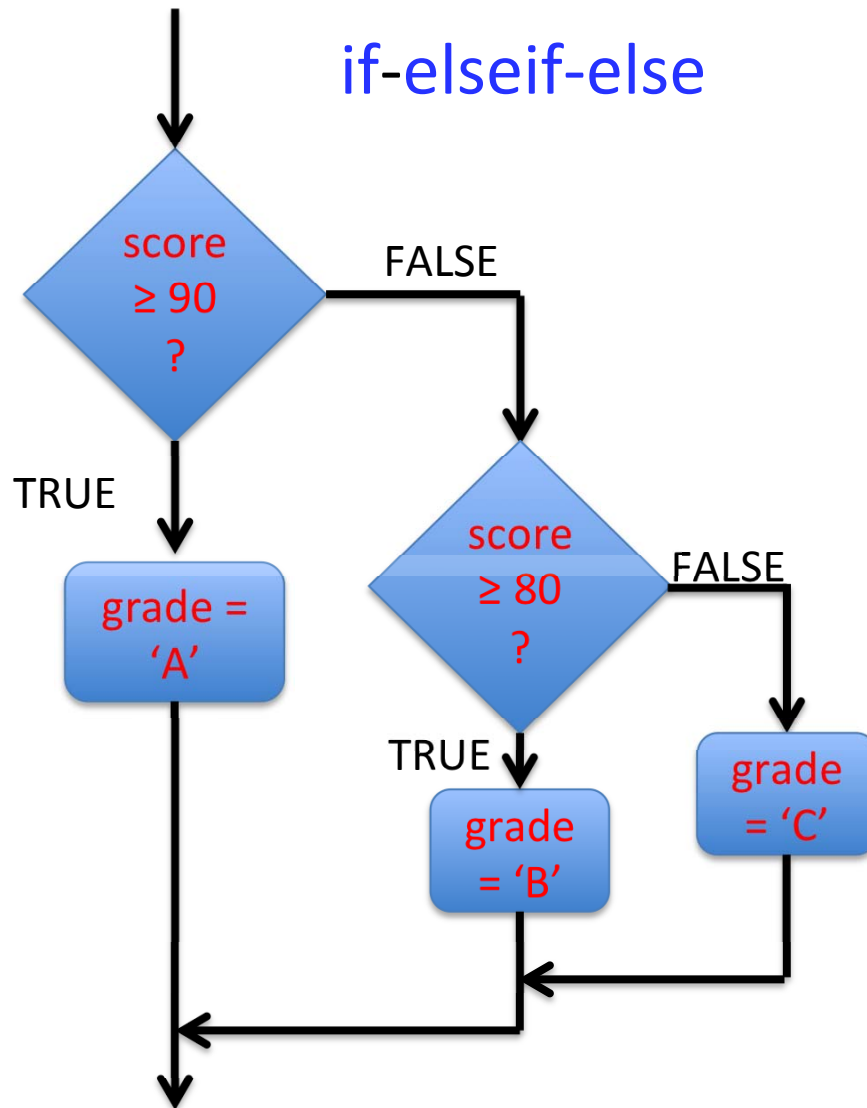 if-elseif-else
score
≥ 90
?
FALSE
TRUE
grade =
‘A’
score
≥ 80
?
FALSE
TRUE
grade
= ‘B’
grade
= ‘C’